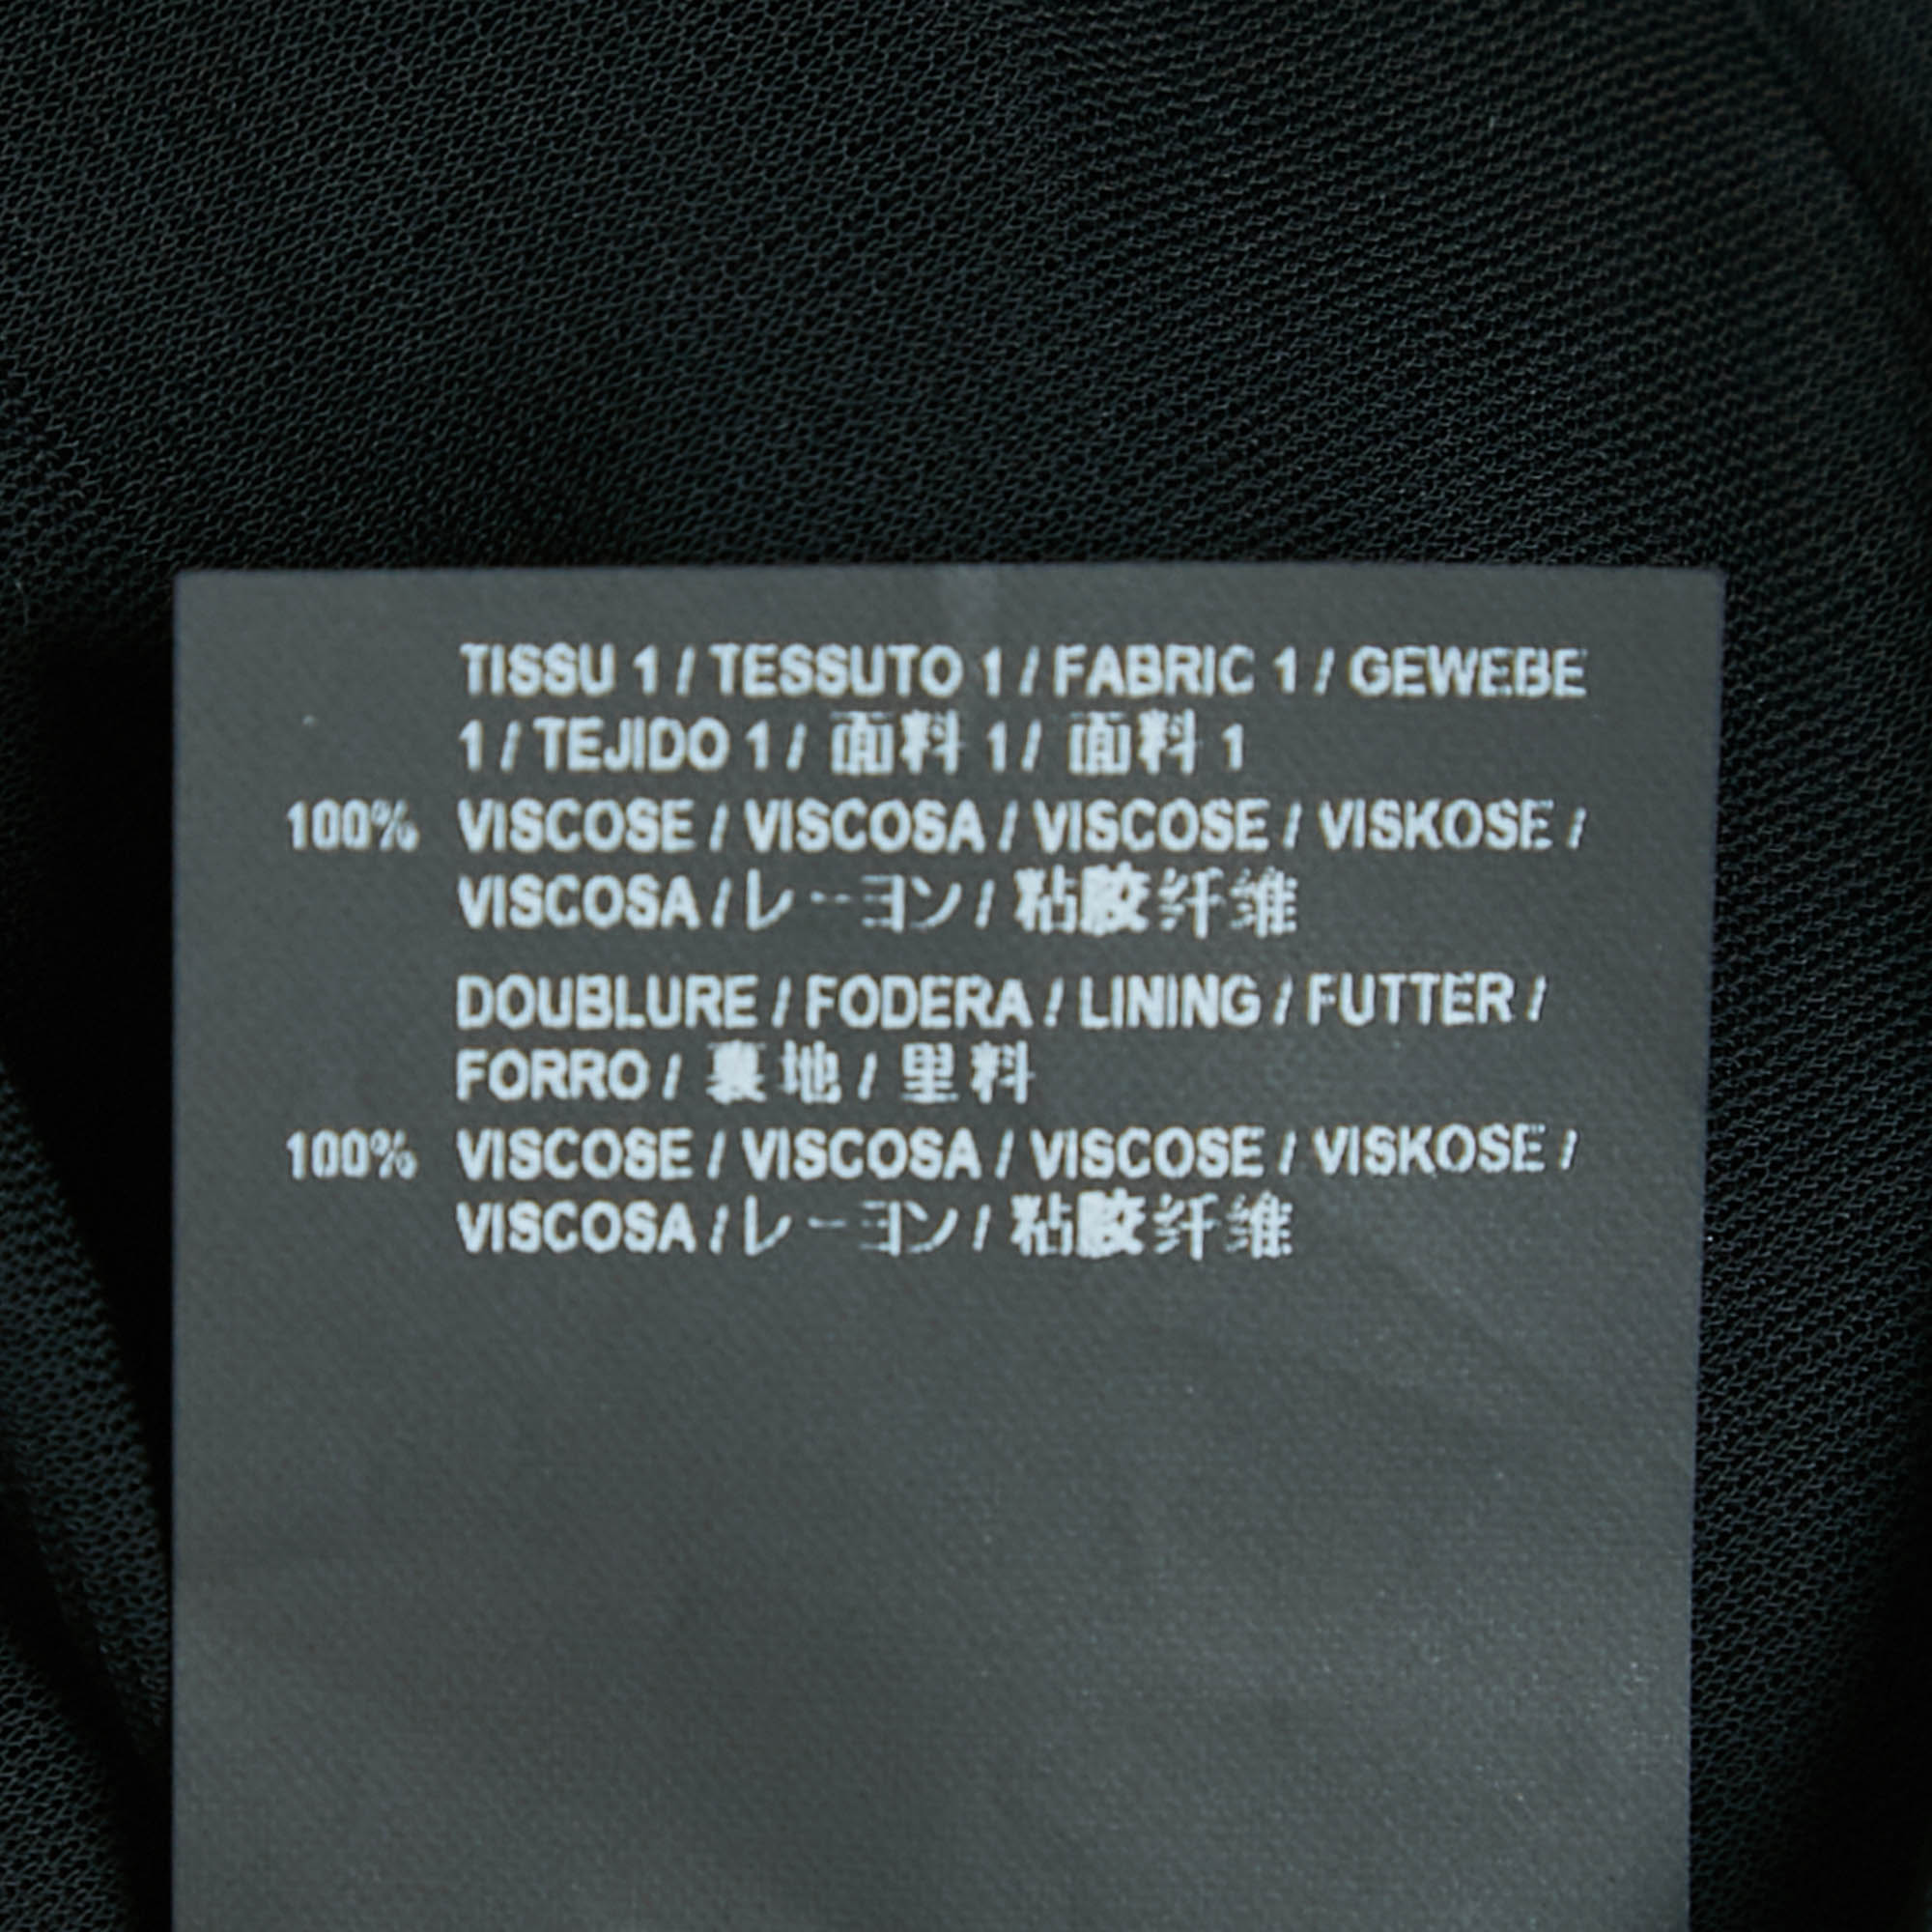 TISSU 1 / TESSUTO 1 / FABRIC 1 / GEWEBE
1 / TEJIDO 1 / 面料 1 / 面料 1
100% VISCOSE / VISCOSA / VISCOSE / VISKOSE /
VISCOSA / レーヨン / 粘胶纤维
DOUBLURE / FODERA / LINING / FUTTER /
FORRO / 裏地 / 里料
100% VISCOSE / VISCOSA / VISCOSE / VISKOSE /
VISCOSA / レーヨン / 粘胶纤维